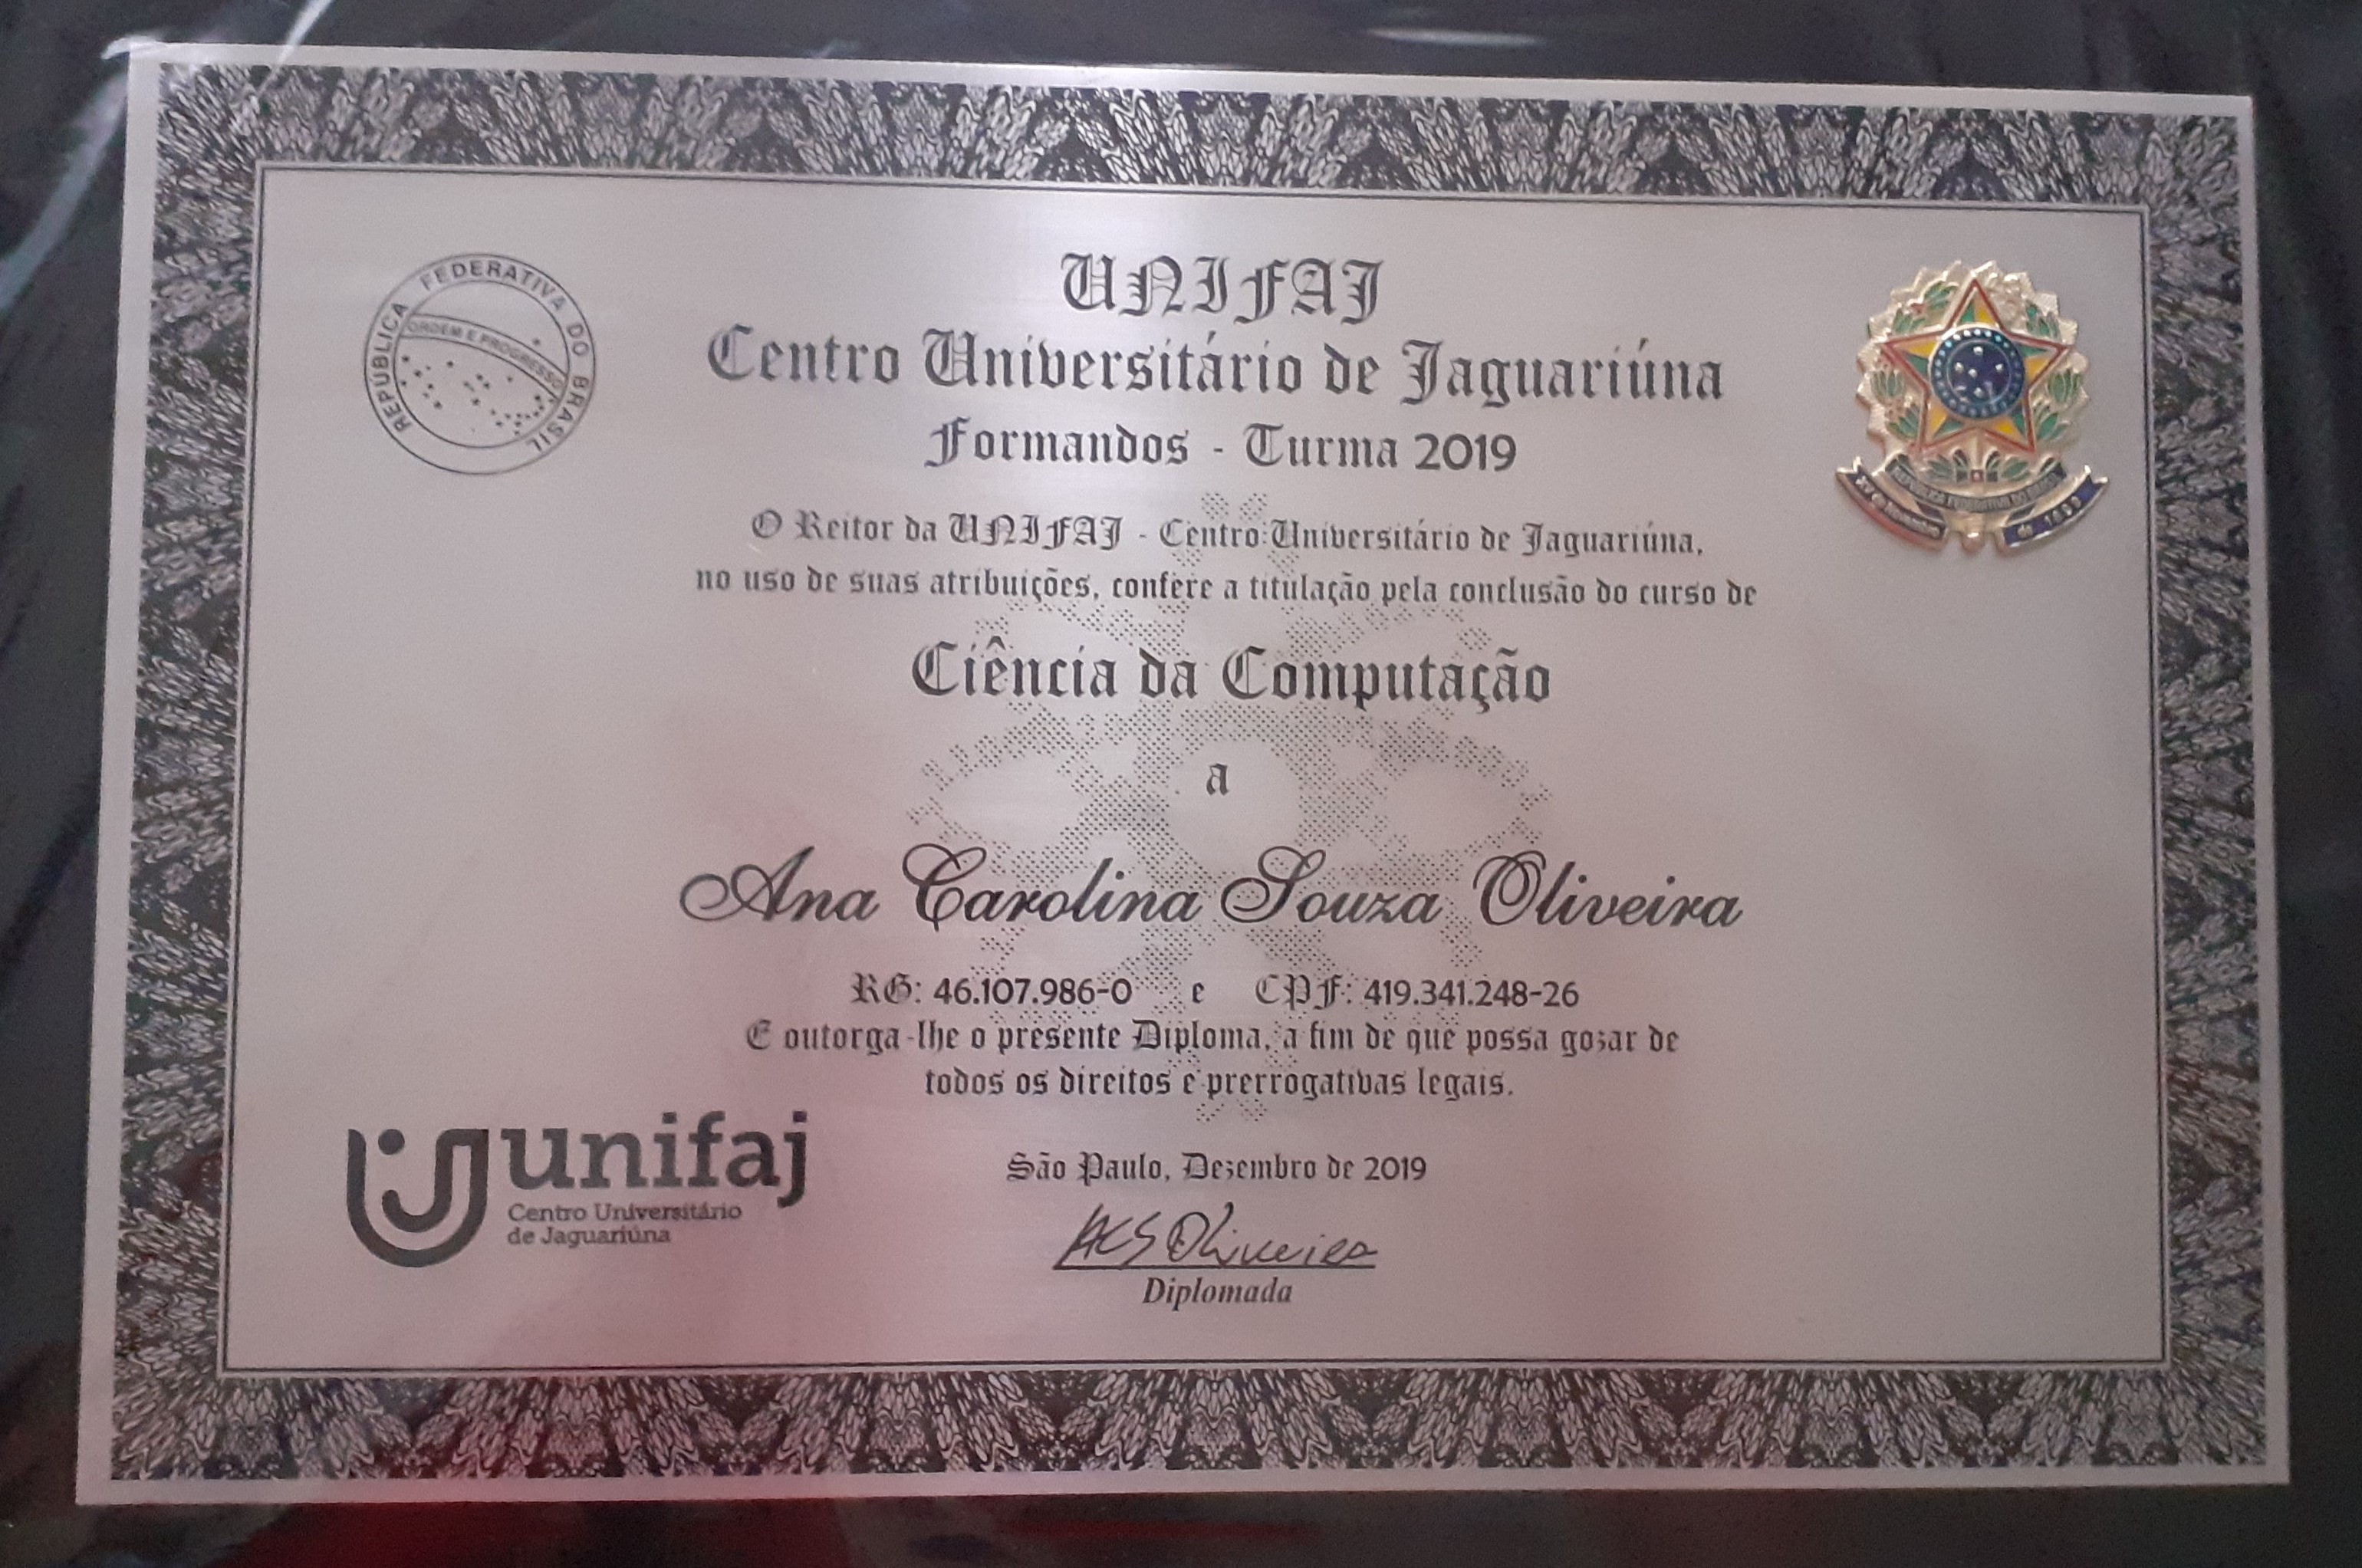 REPÚBLICA FEDERATIVA DO BRASIL
ORDEM E PROGRESSO
UNIFAJ
Centro Universitário de Jaguariúna
Formandos - Turma 2019
O Reitor da UNIFAJ - Centro Universitário de Jaguariúna,
no uso de suas atribuições, confere a titulação pela conclusão do curso de
Ciência da Computação
a
Ana Carolina Souza Oliveira
RG: 46.107.986-0 e CPF: 419.341.248-26
E outorga-lhe o presente Diploma, a fim de que possa gozar de
todos os direitos e prerrogativas legais.
São Paulo, Dezembro de 2019
ACSOliveira
Diplomada
unifaj
Centro Universitário
de Jaguariúna